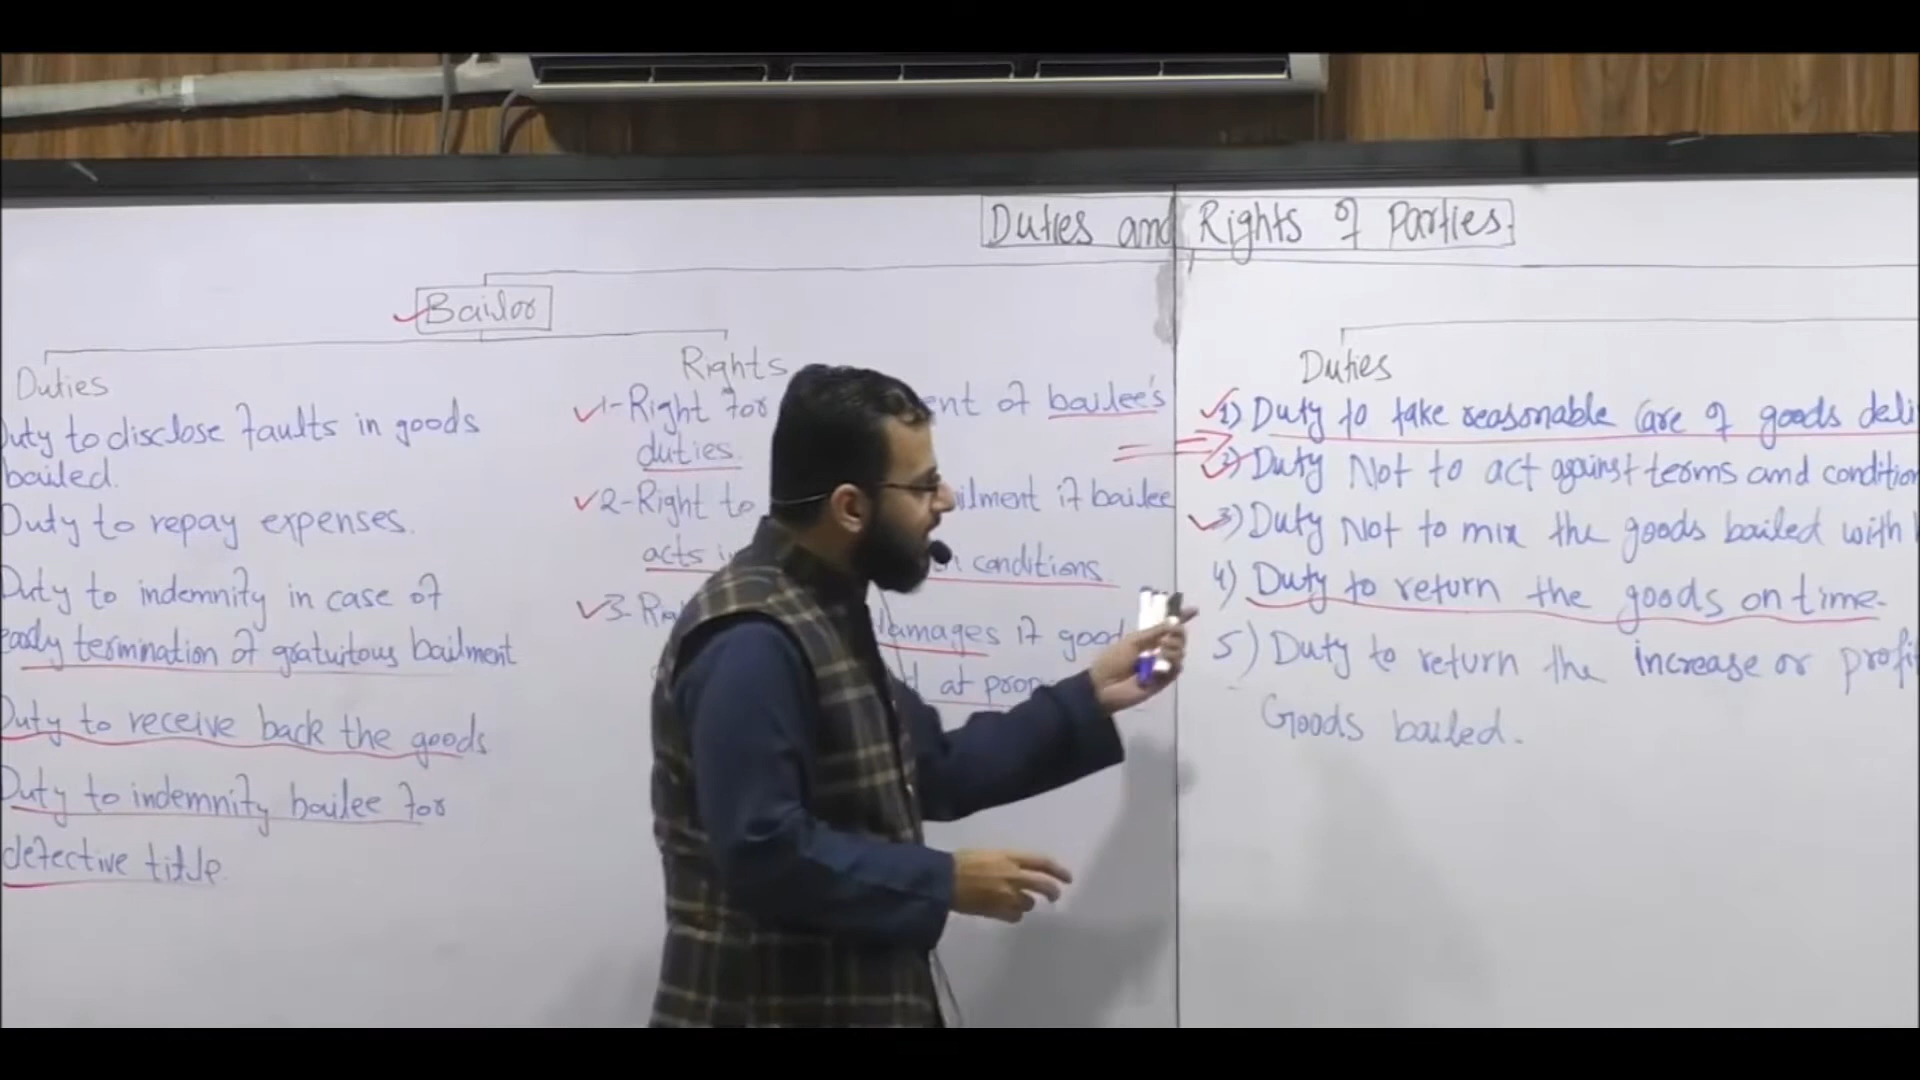 Duties and Rights of Parties.
Bailor
Duties
Duty to disclose faults in goods
bailed.
Duty to repay expenses.
Duty to indemnity in case of
early termination of gratuitous bailment
Duty to receive back the goods
Duty to indemnity bailee for
defective title
Rights
1- Right for ent of bailee's
duties.
2- Right to ailment if bailee
acts conditions
3- damages if good
at prop
Duties
1) Duty to take reasonable care of goods deli
2) Duty Not to act against terms and condition
3) Duty Not to mix the goods bailed with
4) Duty to return the goods on time.
5) Duty to return the increase or profi
Goods bailed.